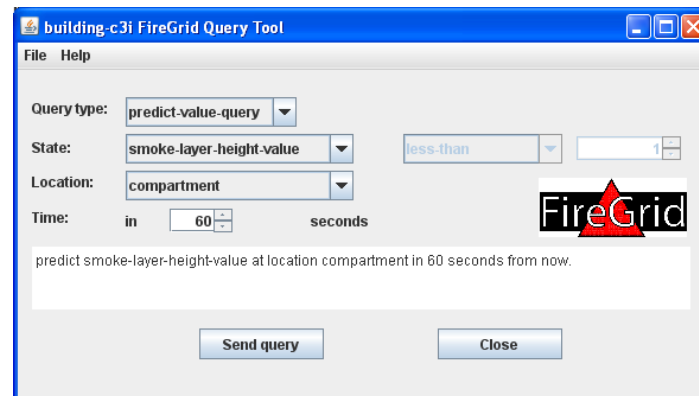 building-c3i FireGrid Query Tool
File Help
Query type: predict-value-query
State: smoke-layer-height-value less-than 1
Location: compartment
FireGrid
Time: in 60 seconds
predict smoke-layer-height-value at location compartment in 60 seconds from now.
Send query Close